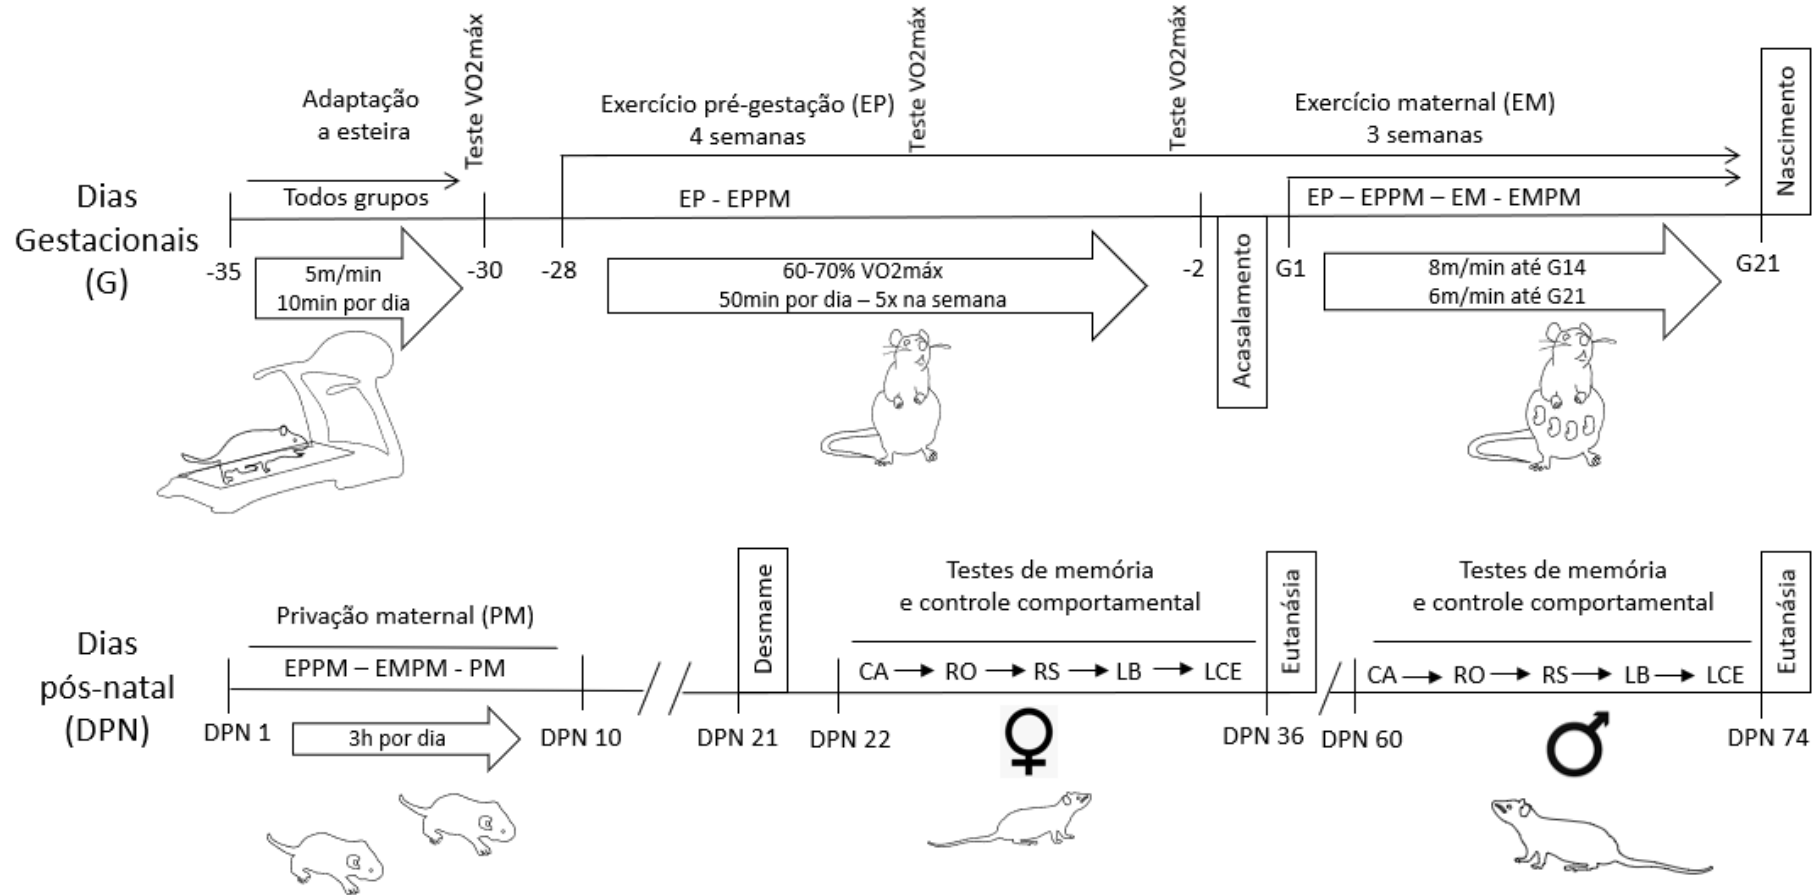 Teste VO2máx
Teste VO2máx
Teste VO2máx
Adaptação
a esteira
Exercício pré-gestação (EP)
4 semanas
Exercício maternal (EM)
3 semanas
Nascimento
Dias
Gestacionais
(G)
Todos grupos
EP - EPPM
EP – EPPM – EM - EMPM
-35
-30
-28
-2
G1
G21
5m/min
10min por dia
60-70% VO2máx
50min por dia – 5x na semana
Acasalamento
8m/min até G14
6m/min até G21
Dias
pós-natal
(DPN)
Privação maternal (PM)
EPPM – EMPM - PM
DPN 1
3h por dia
DPN 10
Desmame
DPN 21
DPN 22
Testes de memória
e controle comportamental
CA → RO → RS → LB → LCE
Eutanásia
DPN 36
DPN 60
Testes de memória
e controle comportamental
CA → RO → RS → LB → LCE
Eutanásia
DPN 74